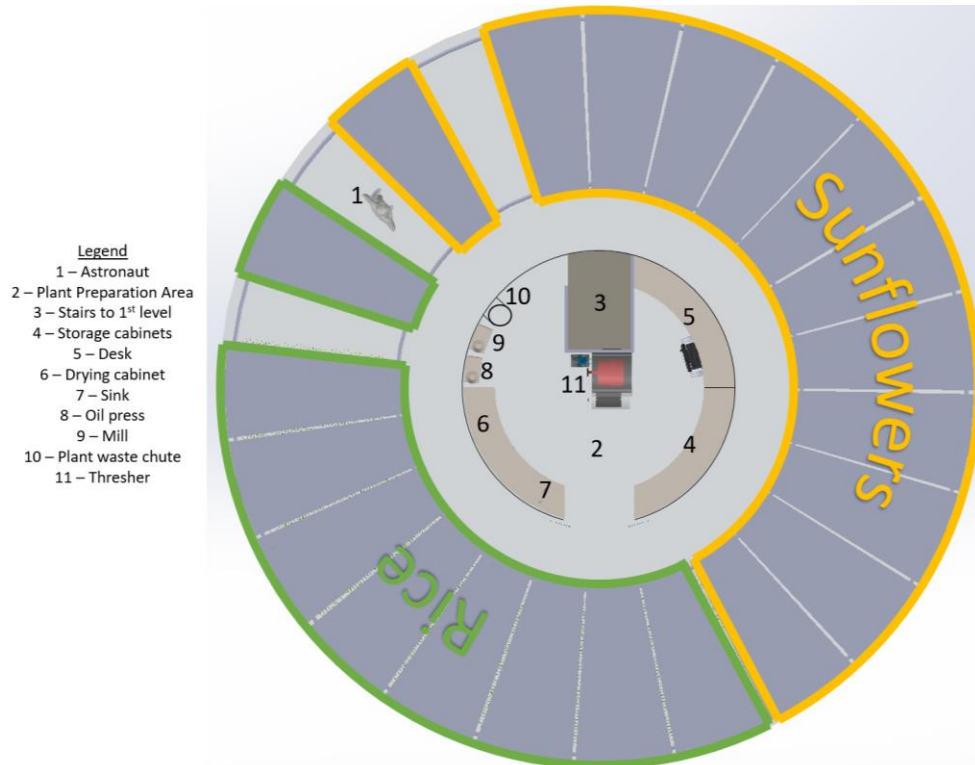 Legend
1 – Astronaut
2 – Plant Preparation Area
3 – Stairs to 1st level
4 – Storage cabinets
5 – Desk
6 – Drying cabinet
7 – Sink
8 – Oil press
9 – Mill
10 – Plant waste chute
11 – Thresher
1
10
9
8
3
5
11
6
2
4
7
Sunflowers
Rice